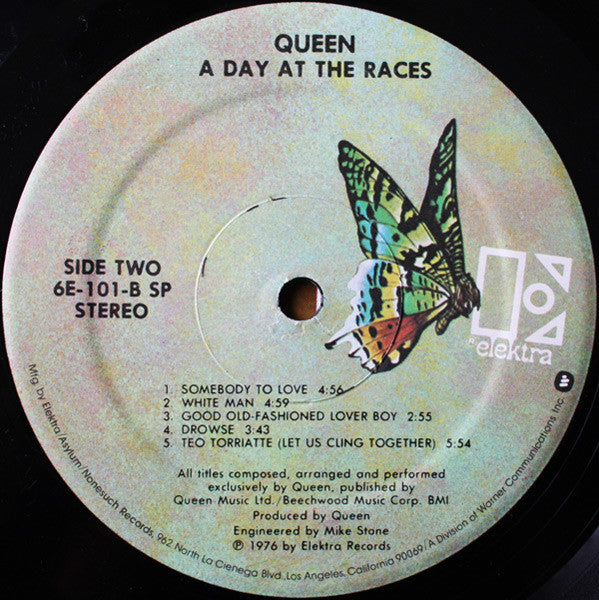 QUEEN
A DAY AT THE RACES
SIDE TWO
6E-101-B SP
STEREO
® elektra
1. SOMEBODY TO LOVE 4:56
2. WHITE MAN 4:59
3. GOOD OLD-FASHIONED LOVER BOY 2:55
4. DROWSE 3:43
5. TEO TORRIATTE (LET US CLING TOGETHER) 5:54
All titles composed, arranged and performed
exclusively by Queen, published by
Queen Music Ltd./Beechwood Music Corp. BMI
Produced by Queen
Engineered by Mike Stone
℗ 1976 by Elektra Records
Mfg. by Elektra/Asylum/Nonesuch Records, 962 North La Cienega Blvd., Los Angeles, California 90069/A Division of Warner Communications Inc.